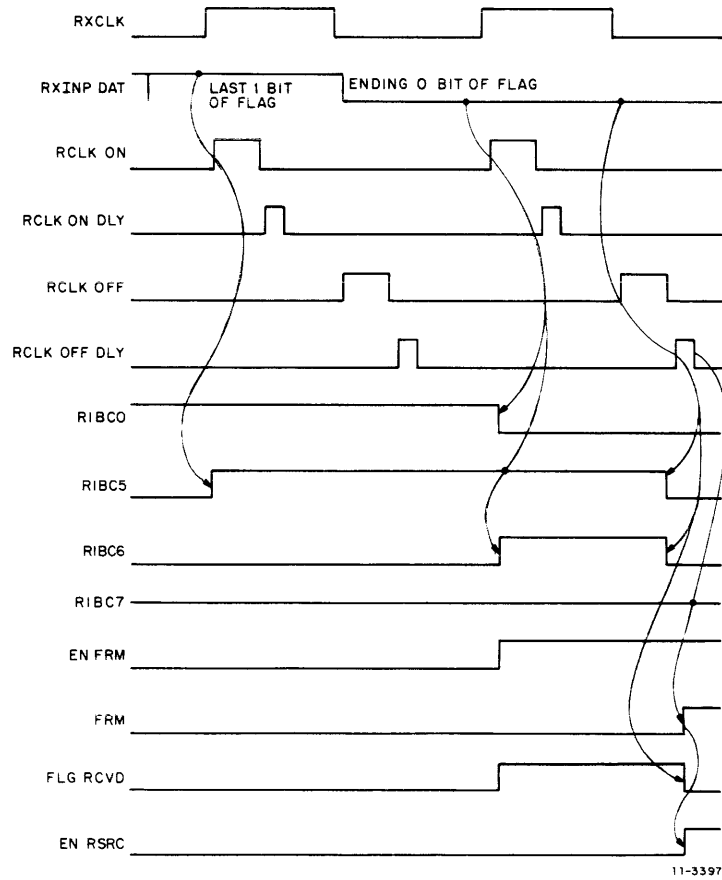 RXCLK
RXINP DAT
LAST 1 BIT
OF FLAG
ENDING 0 BIT OF FLAG
RCLK ON
RCLK ON DLY
RCLK OFF
RCLK OFF DLY
RIBC0
RIBC5
RIBC6
RIBC7
EN FRM
FRM
FLG RCVD
EN RSRC
11-3397